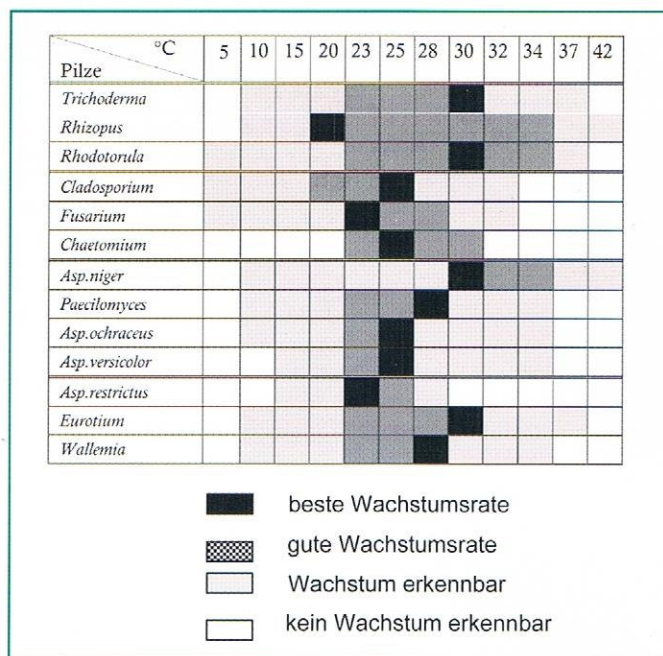 °C
Pilze 5 10 15 20 23 25 28 30 32 34 37 42
Trichoderma
Rhizopus
Rhodotorula
Cladosporium
Fusarium
Chaetomium
Asp.niger
Paecilomyces
Asp.ochraceus
Asp.versicolor
Asp.restrictus
Eurotium
Wallemia
beste Wachstumsrate
gute Wachstumsrate
Wachstum erkennbar
kein Wachstum erkennbar